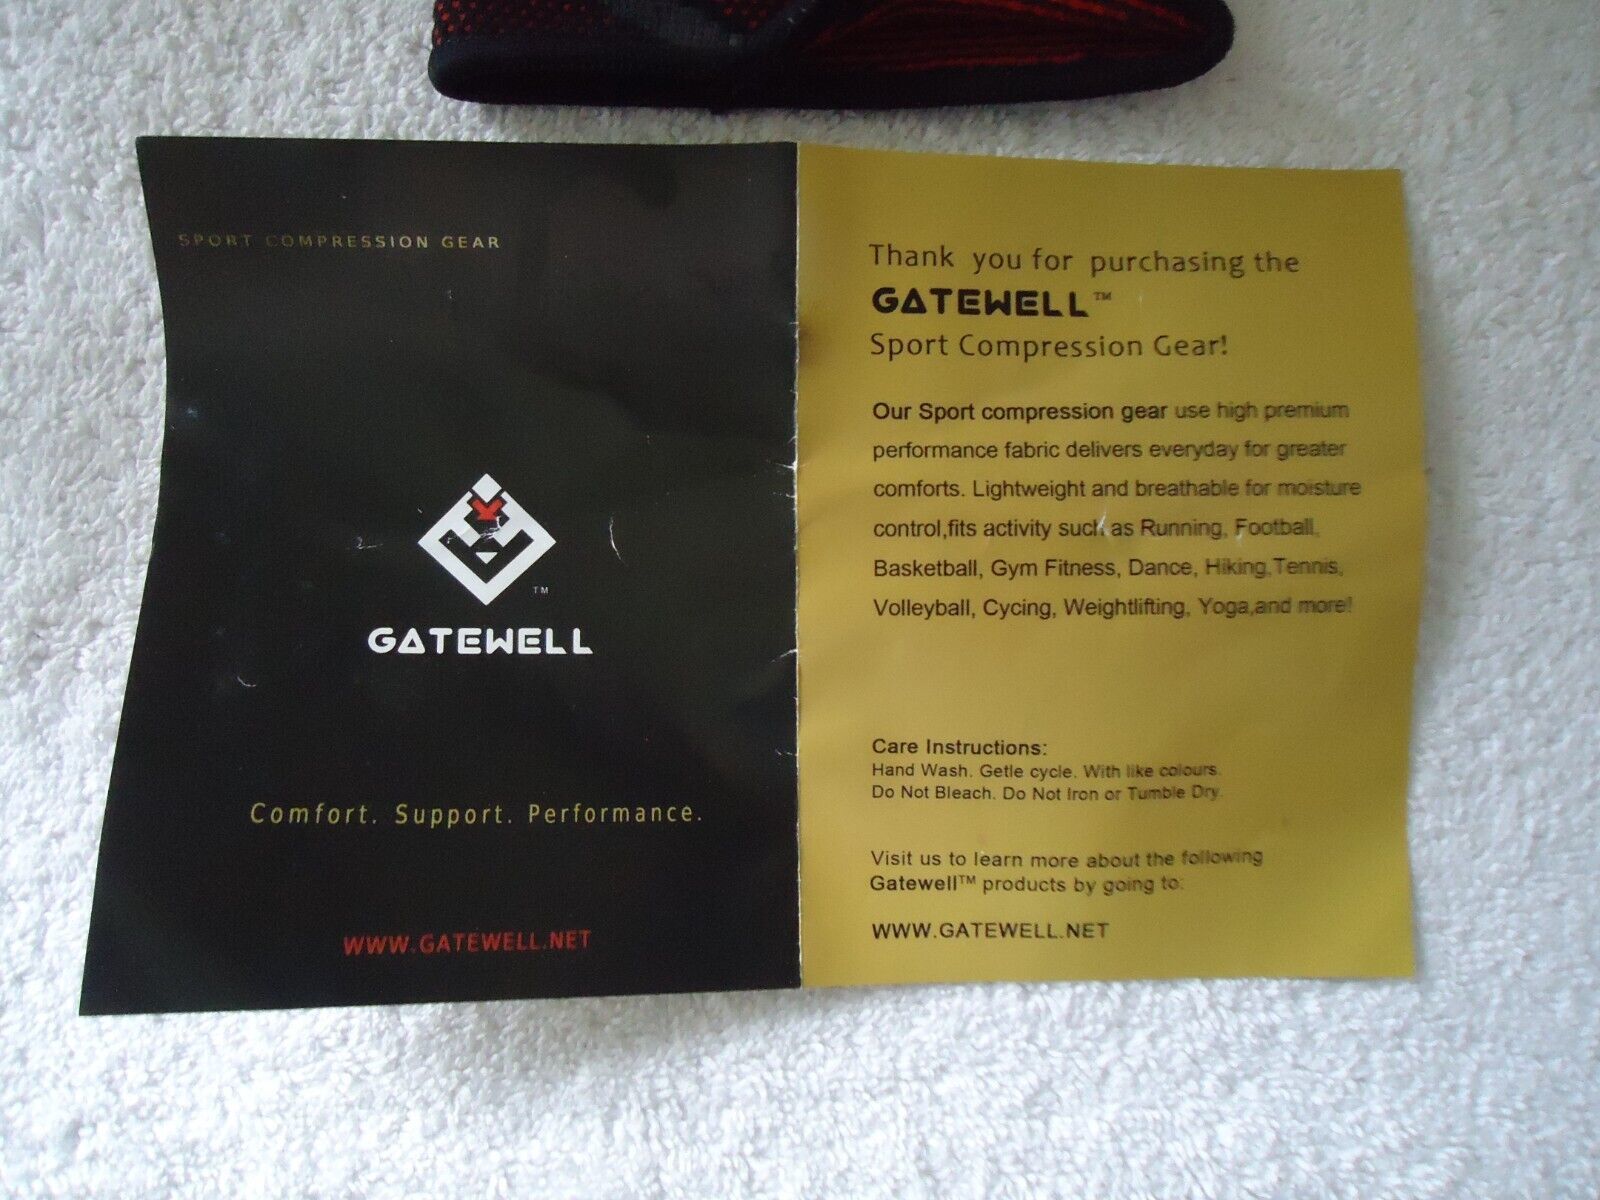 SPORT COMPRESSION GEAR
TM
GATEWELL
Comfort. Support. Performance.
WWW.GATEWELL.NET
Thank you for purchasing the
GATEWELL™
Sport Compression Gear!
Our Sport compression gear use high premium
performance fabric delivers everyday for greater
comforts. Lightweight and breathable for moisture
control,fits activity such as Running, Football,
Basketball, Gym Fitness, Dance, Hiking,Tennis,
Volleyball, Cycing, Weightlifting, Yoga,and more!
Care Instructions:
Hand Wash. Getle cycle. With like colours.
Do Not Bleach. Do Not Iron or Tumble Dry.
Visit us to learn more about the following
Gatewell™ products by going to:
WWW.GATEWELL.NET